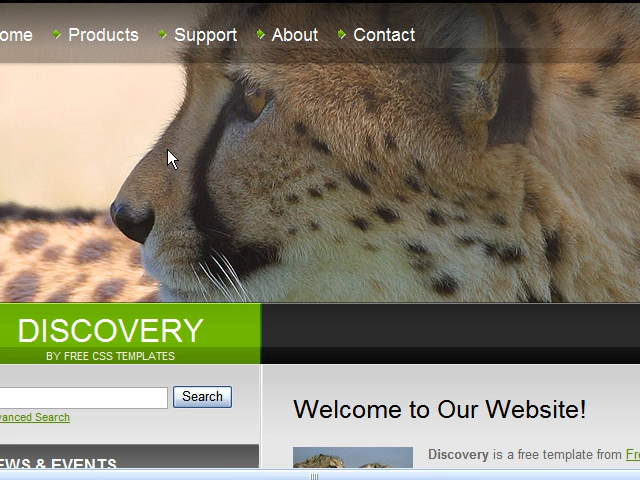 ome Products Support About Contact
DISCOVERY
BY FREE CSS TEMPLATES
Search
vanced Search
Welcome to Our Website!
Discovery is a free template from Fr
EWS & EVENTS